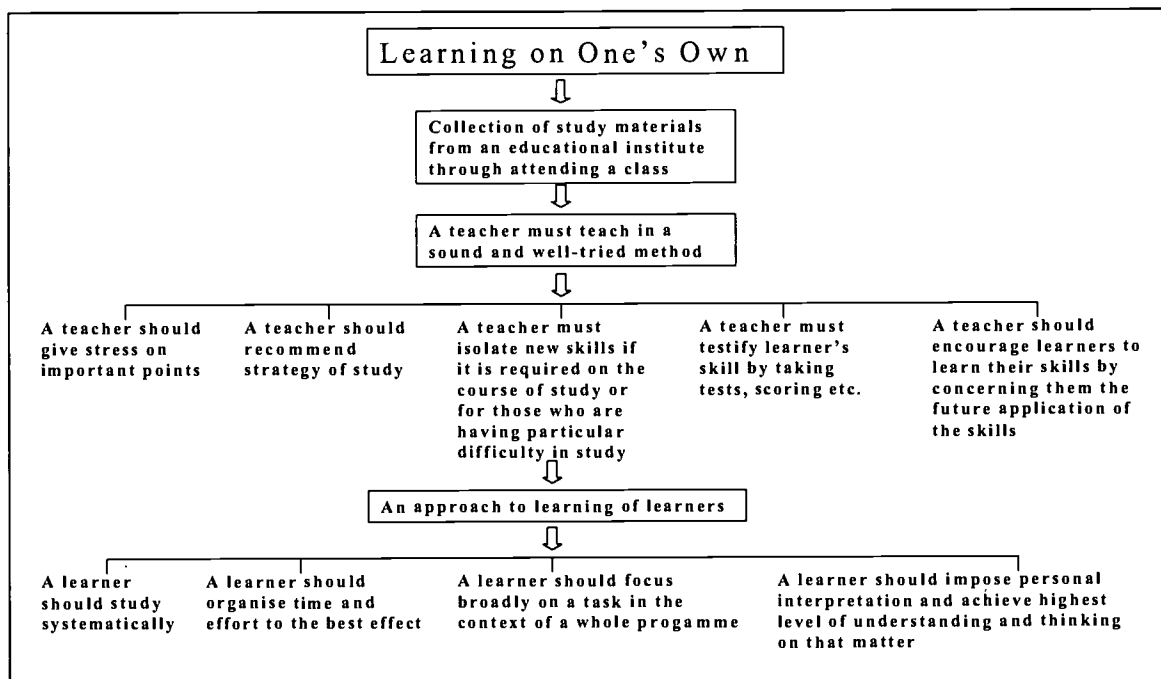 Learning on One's Own
Collection of study materials
from an educational institute
through attending a class
A teacher must teach in a
sound and well-tried method
A teacher should
give stress on
important points
A teacher should
recommend
strategy of study
A teacher must
isolate new skills if
it is required on the
course of study or
for those who are
having particular
difficulty in study
A teacher must
testify learner's
skill by taking
tests, scoring etc.
A teacher should
encourage learners to
learn their skills by
concerning them the
future application of
the skills
An approach to learning of learners
A learner
should study
systematically
A learner should
organise time and
effort to the best effect
A learner should focus
broadly on a task in the
context of a whole progamme
A learner should impose personal
interpretation and achieve highest
level of understanding and thinking
on that matter